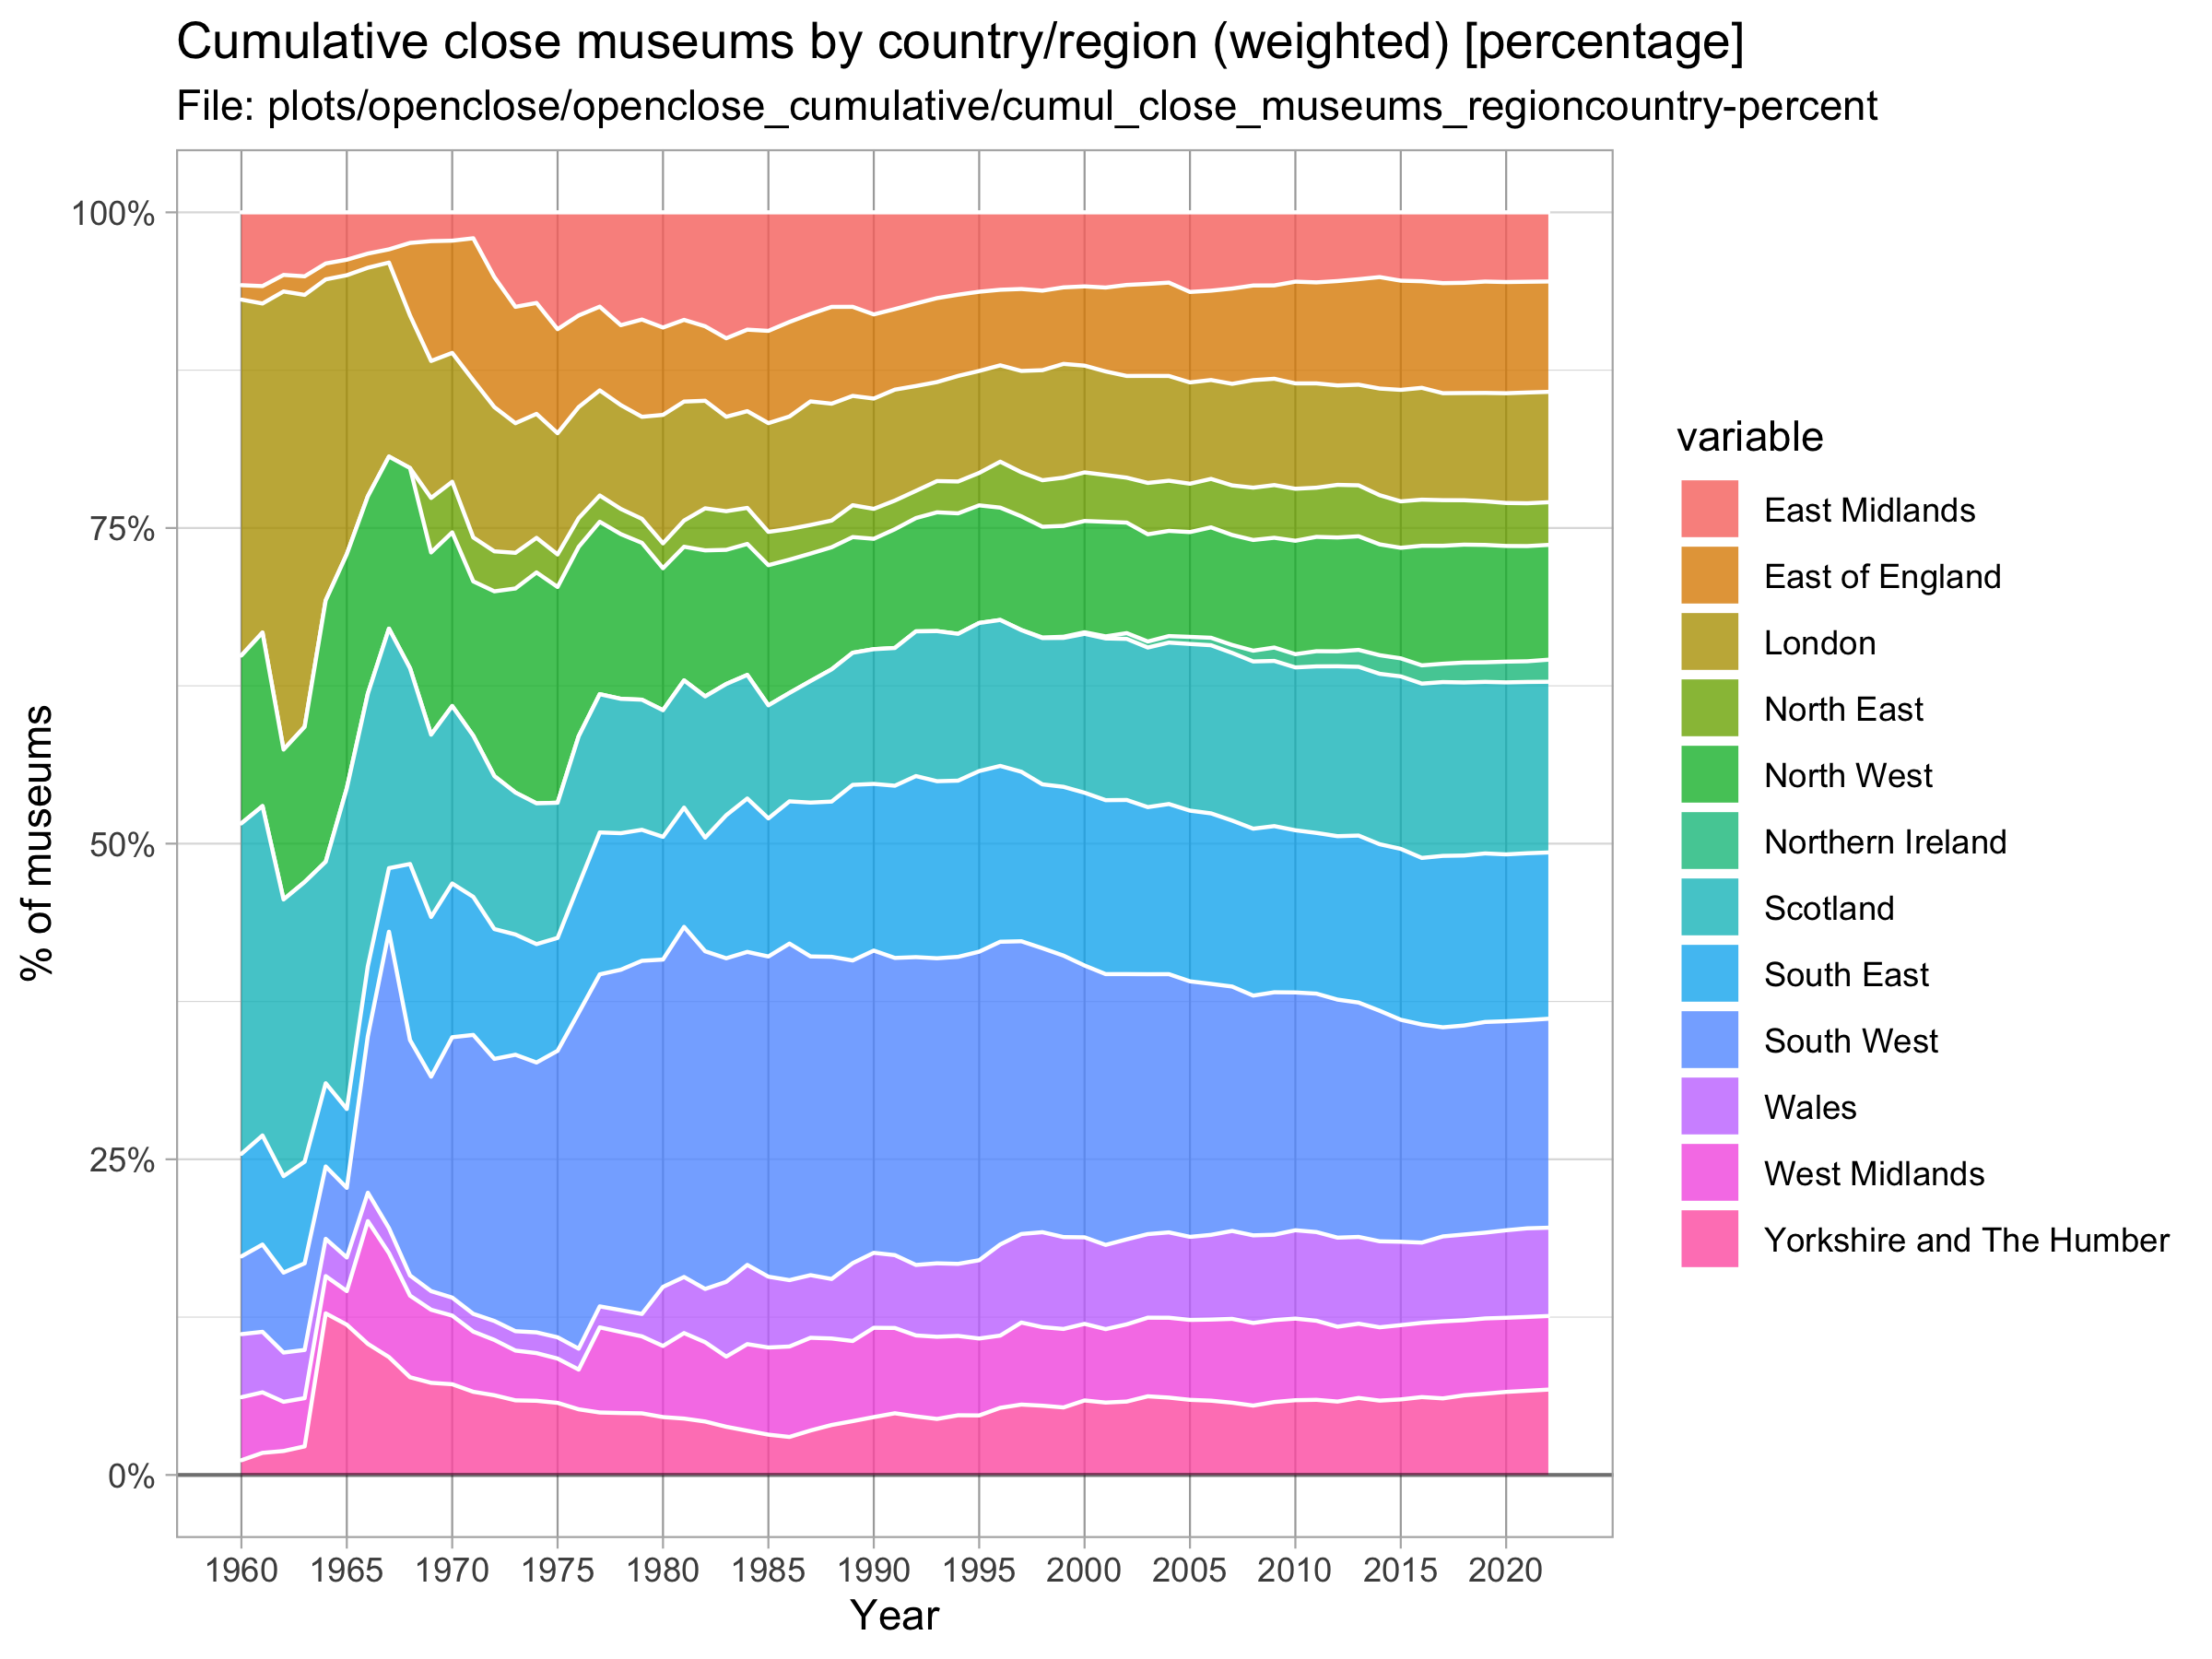 Cumulative close museums by country/region (weighted) [percentage]
File: plots/openclose/openclose_cumulative/cumul_close_museums_regioncountry-percent
% of museums
100%
75%
50%
25%
0%
1960 1965 1970 1975 1980 1985 1990 1995 2000 2005 2010 2015 2020
Year
variable
East Midlands
East of England
London
North East
North West
Northern Ireland
Scotland
South East
South West
Wales
West Midlands
Yorkshire and The Humber